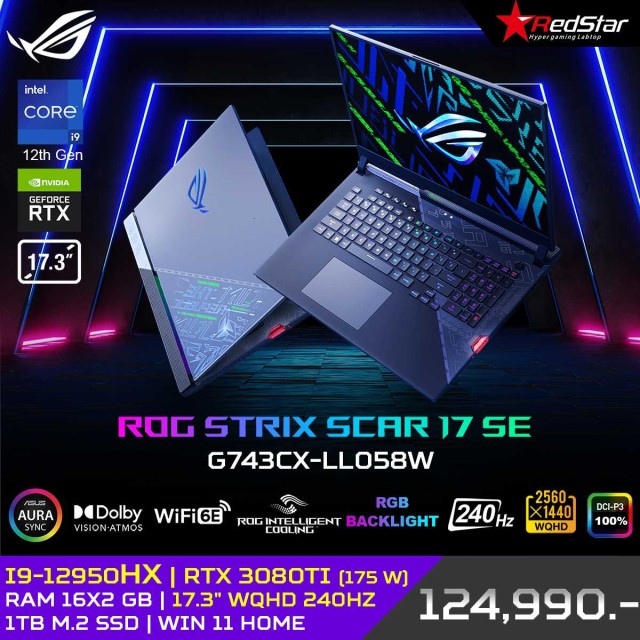 RedStar
Hypergaming Labtop
intel.
CORE
i9
12th Gen
NVIDIA
GEFORCE
RTX
17.3"
ROG STRIX SCAR 17 SE
G743CX-LL058W
ASUS
AURA
SYNC
Dolby
VISION-ATMOS
WiFi 6E
ROG INTELLIGENT
COOLING
RGB
BACKLIGHT
240Hz
2560
×1440
WQHD
DCI-P3
100%
I9-12950HX | RTX 3080TI (175 W)
RAM 16X2 GB | 17.3" WQHD 240HZ
1TB M.2 SSD | WIN 11 HOME
124,990.-